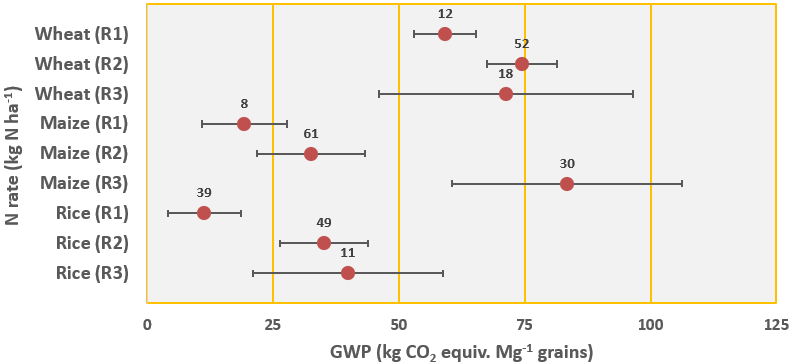 N rate (kg N ha⁻¹)
Wheat (R1)
12
Wheat (R2)
52
Wheat (R3)
18
Maize (R1)
8
Maize (R2)
61
Maize (R3)
30
Rice (R1)
39
Rice (R2)
49
Rice (R3)
11
0 25 50 75 100 125
GWP (kg CO₂ equiv. Mg⁻¹ grains)